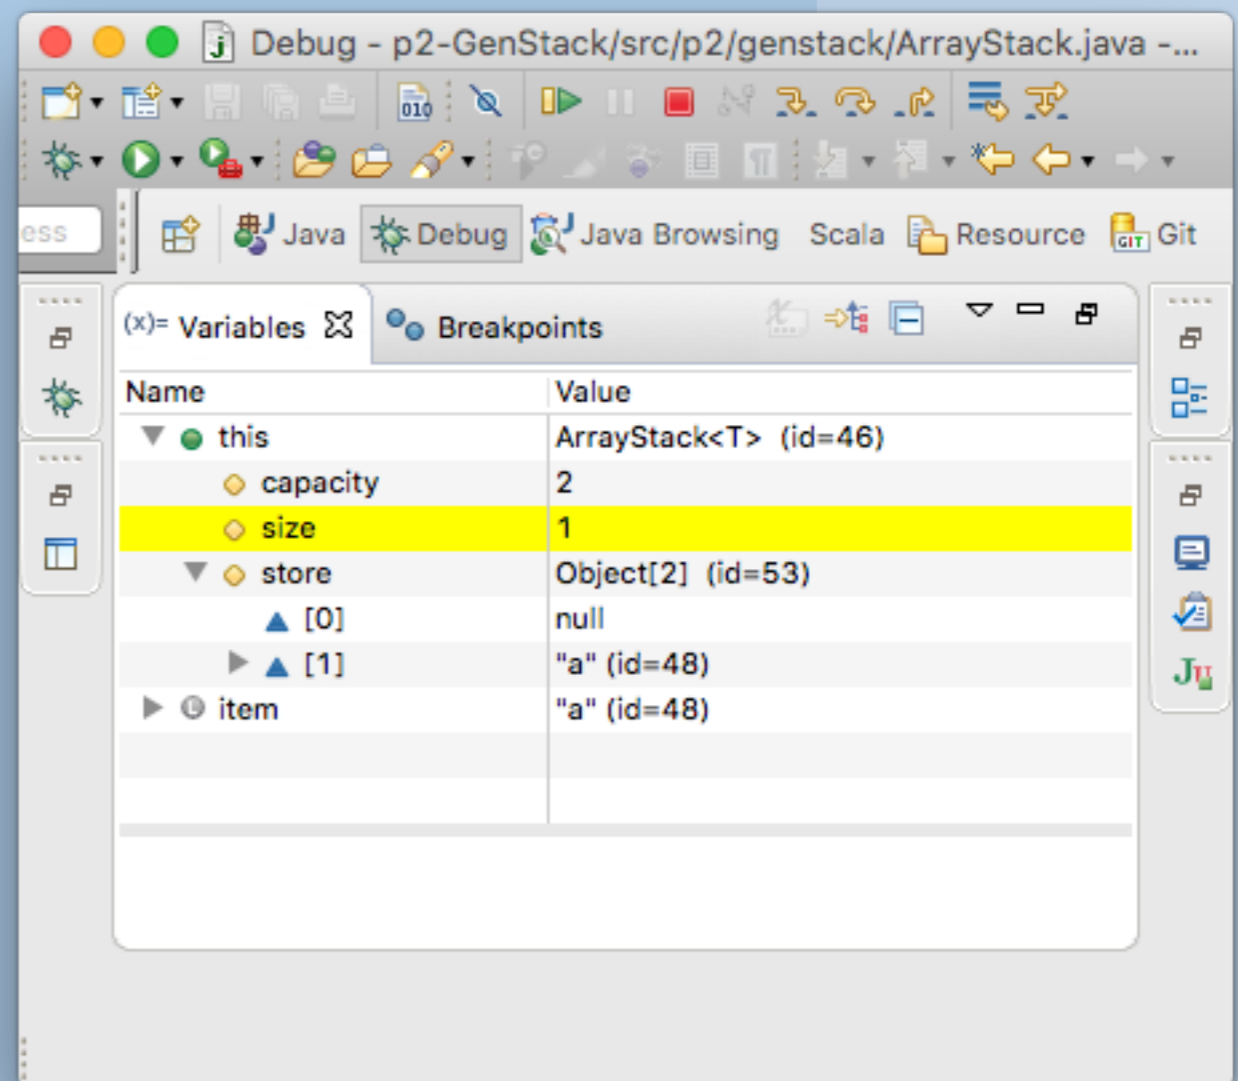 Debug - p2-GenStack/src/p2/genstack/ArrayStack.java -...
010
ess Java Debug Java Browsing Scala Resource GIT Git
(x)= Variables Breakpoints
Name Value
this ArrayStack<T> (id=46)
capacity 2
size 1
store Object[2] (id=53)
[0] null
[1] "a" (id=48)
item "a" (id=48)